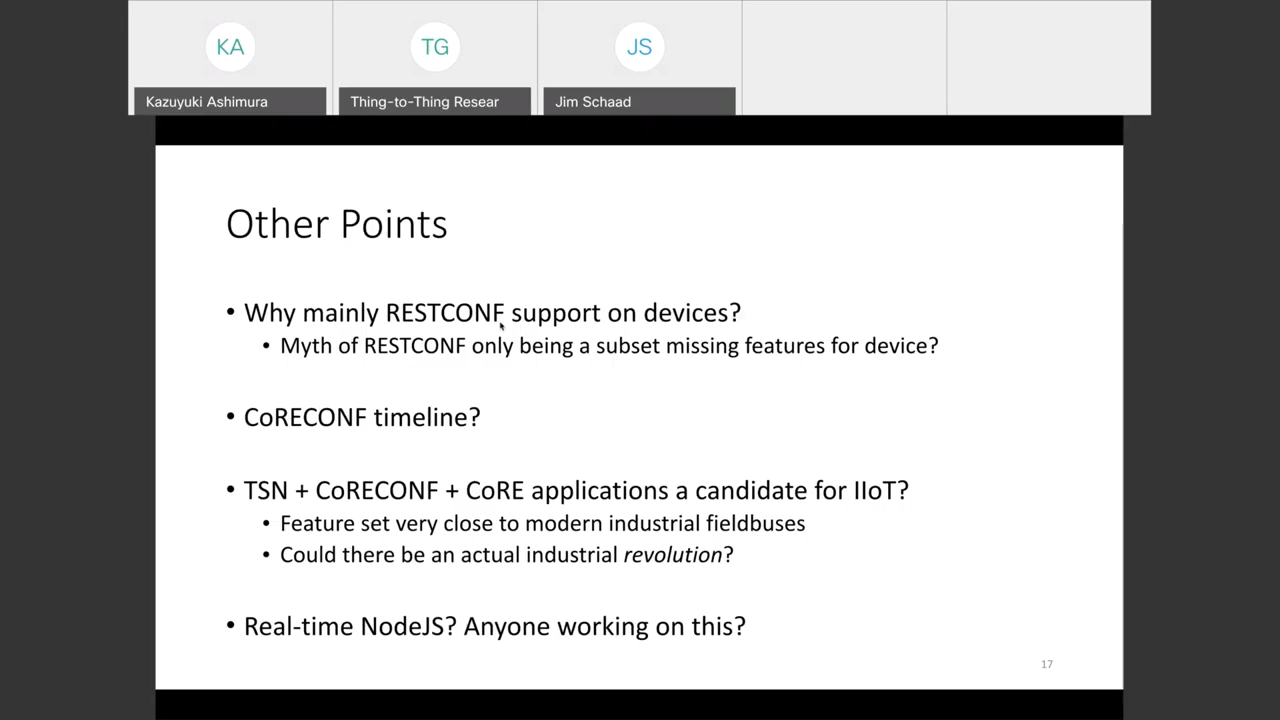 KA
TG
JS
Kazuyuki Ashimura
Thing-to-Thing Resear
Jim Schaad
Other Points
• Why mainly RESTCONF support on devices?
• Myth of RESTCONF only being a subset missing features for device?
• CoRECONF timeline?
• TSN + CoRECONF + CoRE applications a candidate for IIoT?
• Feature set very close to modern industrial fieldbuses
• Could there be an actual industrial revolution?
• Real-time NodeJS? Anyone working on this?
17